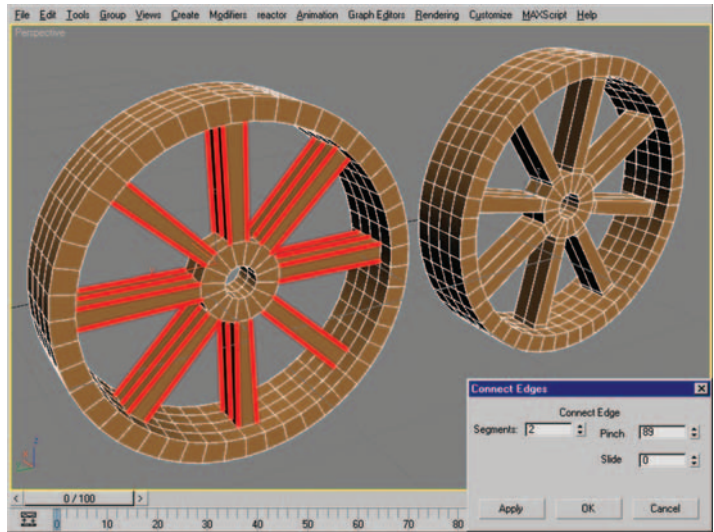 File Edit Tools Group Views Create Modifiers reactor Animation Graph Editors Rendering Customize MAXScript Help
Perspective
Connect Edges
Connect Edge
Segments: 2
Pinch 89
Slide 0
Apply OK Cancel
< 0 / 100 >
0 10 20 30 40 50 60 70 80
z